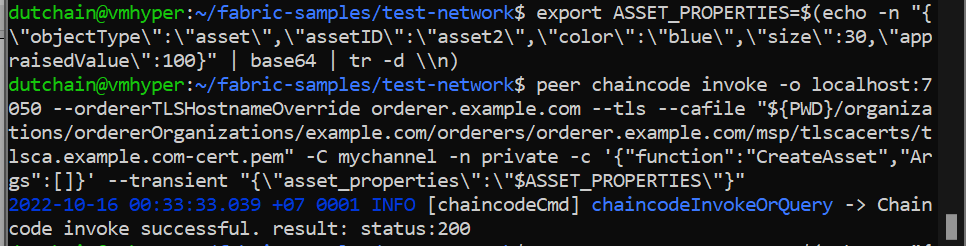 dutchain@vmhyper:~/fabric-samples/test-network$ export ASSET_PROPERTIES=$(echo -n "{
\"objectType\":\"asset\",\"assetID\":\"asset2\",\"color\":\"blue\",\"size\":30,\"app
raisedValue\":100}" | base64 | tr -d \\n)
dutchain@vmhyper:~/fabric-samples/test-network$ peer chaincode invoke -o localhost:7
050 --ordererTLSHostnameOverride orderer.example.com --tls --cafile "${PWD}/organiza
tions/ordererOrganizations/example.com/orderers/orderer.example.com/msp/tlscacerts/t
lsca.example.com-cert.pem" -C mychannel -n private -c '{"function":"CreateAsset","Ar
gs":[]}' --transient "{\"asset_properties\":\"$ASSET_PROPERTIES\"}"
2022-10-16 00:33:33.039 +07 0001 INFO [chaincodeCmd] chaincodeInvokeOrQuery -> Chain
code invoke successful. result: status:200